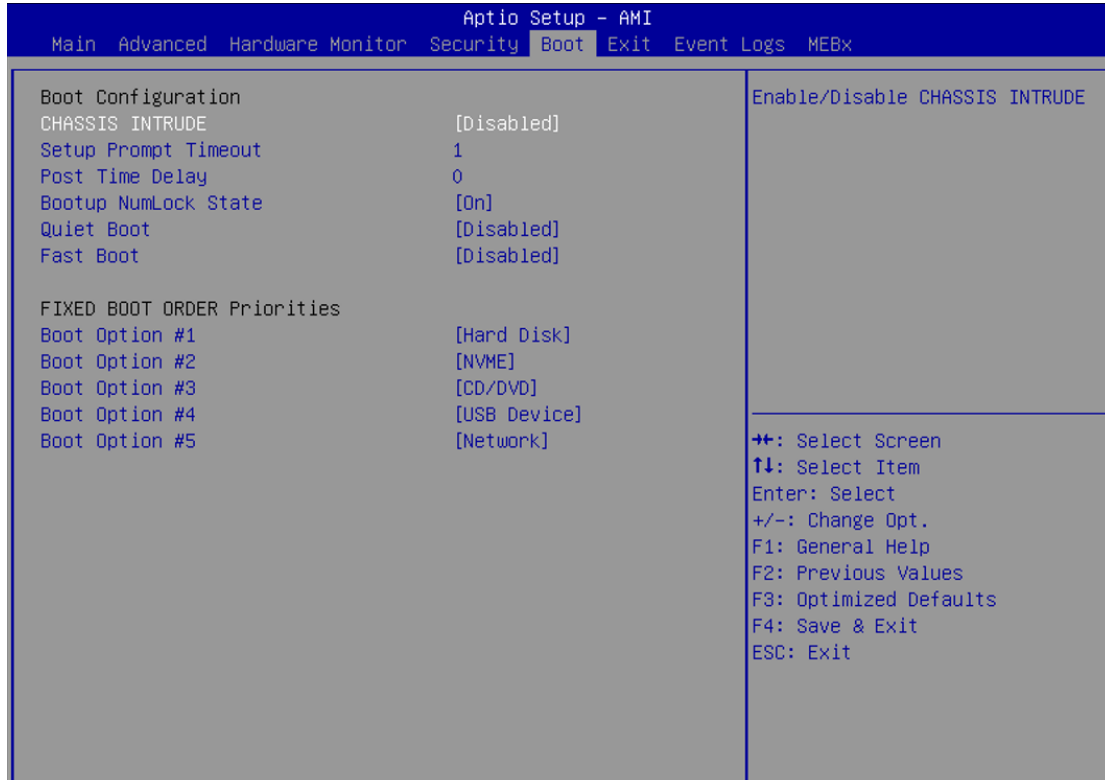 Aptio Setup - AMI
Main Advanced Hardware Monitor Security Boot Exit Event Logs MEBx
Boot Configuration
CHASSIS INTRUDE [Disabled]
Setup Prompt Timeout 1
Post Time Delay 0
Bootup NumLock State [On]
Quiet Boot [Disabled]
Fast Boot [Disabled]
FIXED BOOT ORDER Priorities
Boot Option #1 [Hard Disk]
Boot Option #2 [NVME]
Boot Option #3 [CD/DVD]
Boot Option #4 [USB Device]
Boot Option #5 [Network]
Enable/Disable CHASSIS INTRUDE
→←: Select Screen
↑↓: Select Item
Enter: Select
+/-: Change Opt.
F1: General Help
F2: Previous Values
F3: Optimized Defaults
F4: Save & Exit
ESC: Exit